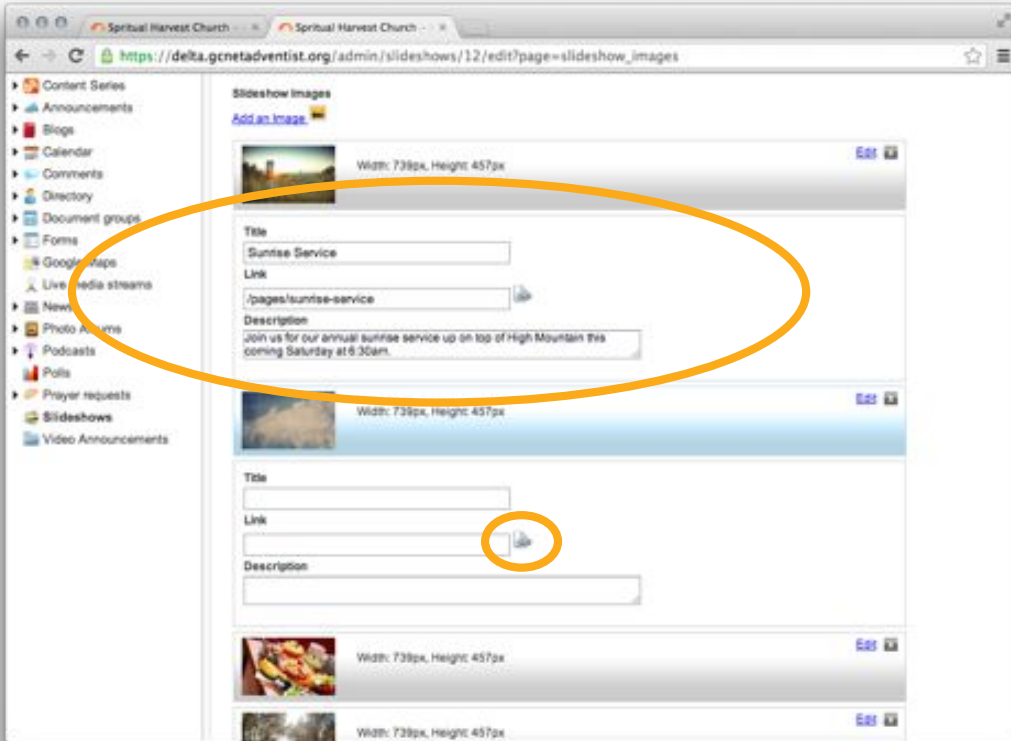 Spritual Harvest Church -
Spritual Harvest Church -
https://delta.gcnetadventist.org/admin/slideshows/12/edit?page=slideshow_images
Content Series
Announcements
Blogs
Calendar
Comments
Directory
Document groups
Forms
Google Maps
Live media streams
News
Photo Albums
Podcasts
Polls
Prayer requests
Slideshows
Video Announcements
Slideshow Images
Add an Image
Width: 739px, Height: 457px
Edit
Title
Sunrise Service
Link
/pages/sunrise-service
Description
Join us for our annual sunrise service up on top of High Mountain this
coming Saturday at 6:30am.
Width: 739px, Height: 457px
Edit
Title
Link
Description
Width: 739px, Height: 457px
Edit
Width: 739px, Height: 457px
Edit